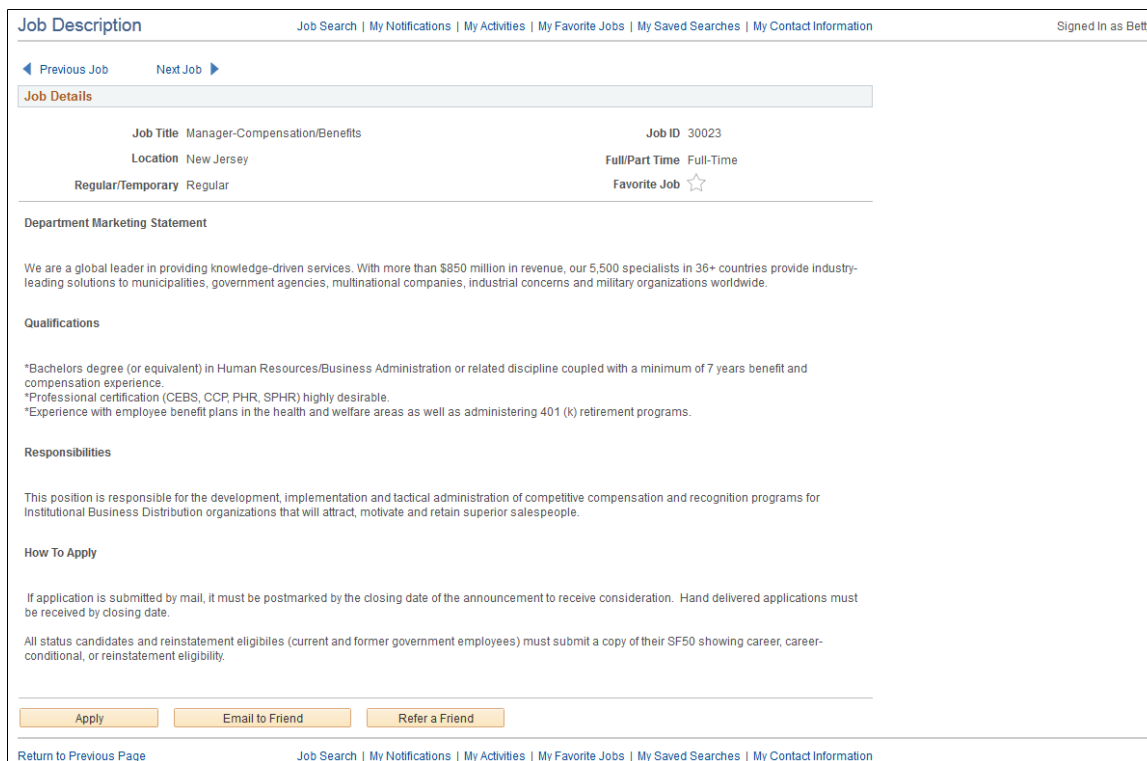 Job Description
Job Search | My Notifications | My Activities | My Favorite Jobs | My Saved Searches | My Contact Information
Signed In as Bett
Previous Job Next Job
Job Details
Job Title Manager-Compensation/Benefits Job ID 30023
Location New Jersey Full/Part Time Full-Time
Regular/Temporary Regular Favorite Job
Department Marketing Statement
We are a global leader in providing knowledge-driven services. With more than $850 million in revenue, our 5,500 specialists in 36+ countries provide industry-
leading solutions to municipalities, government agencies, multinational companies, industrial concerns and military organizations worldwide.
Qualifications
*Bachelors degree (or equivalent) in Human Resources/Business Administration or related discipline coupled with a minimum of 7 years benefit and
compensation experience.
*Professional certification (CEBS, CCP, PHR, SPHR) highly desirable.
*Experience with employee benefit plans in the health and welfare areas as well as administering 401 (k) retirement programs.
Responsibilities
This position is responsible for the development, implementation and tactical administration of competitive compensation and recognition programs for
Institutional Business Distribution organizations that will attract, motivate and retain superior salespeople.
How To Apply
If application is submitted by mail, it must be postmarked by the closing date of the announcement to receive consideration. Hand delivered applications must
be received by closing date.
All status candidates and reinstatement eligibiles (current and former government employees) must submit a copy of their SF50 showing career, career-
conditional, or reinstatement eligibility.
Apply Email to Friend Refer a Friend
Return to Previous Page Job Search | My Notifications | My Activities | My Favorite Jobs | My Saved Searches | My Contact Information